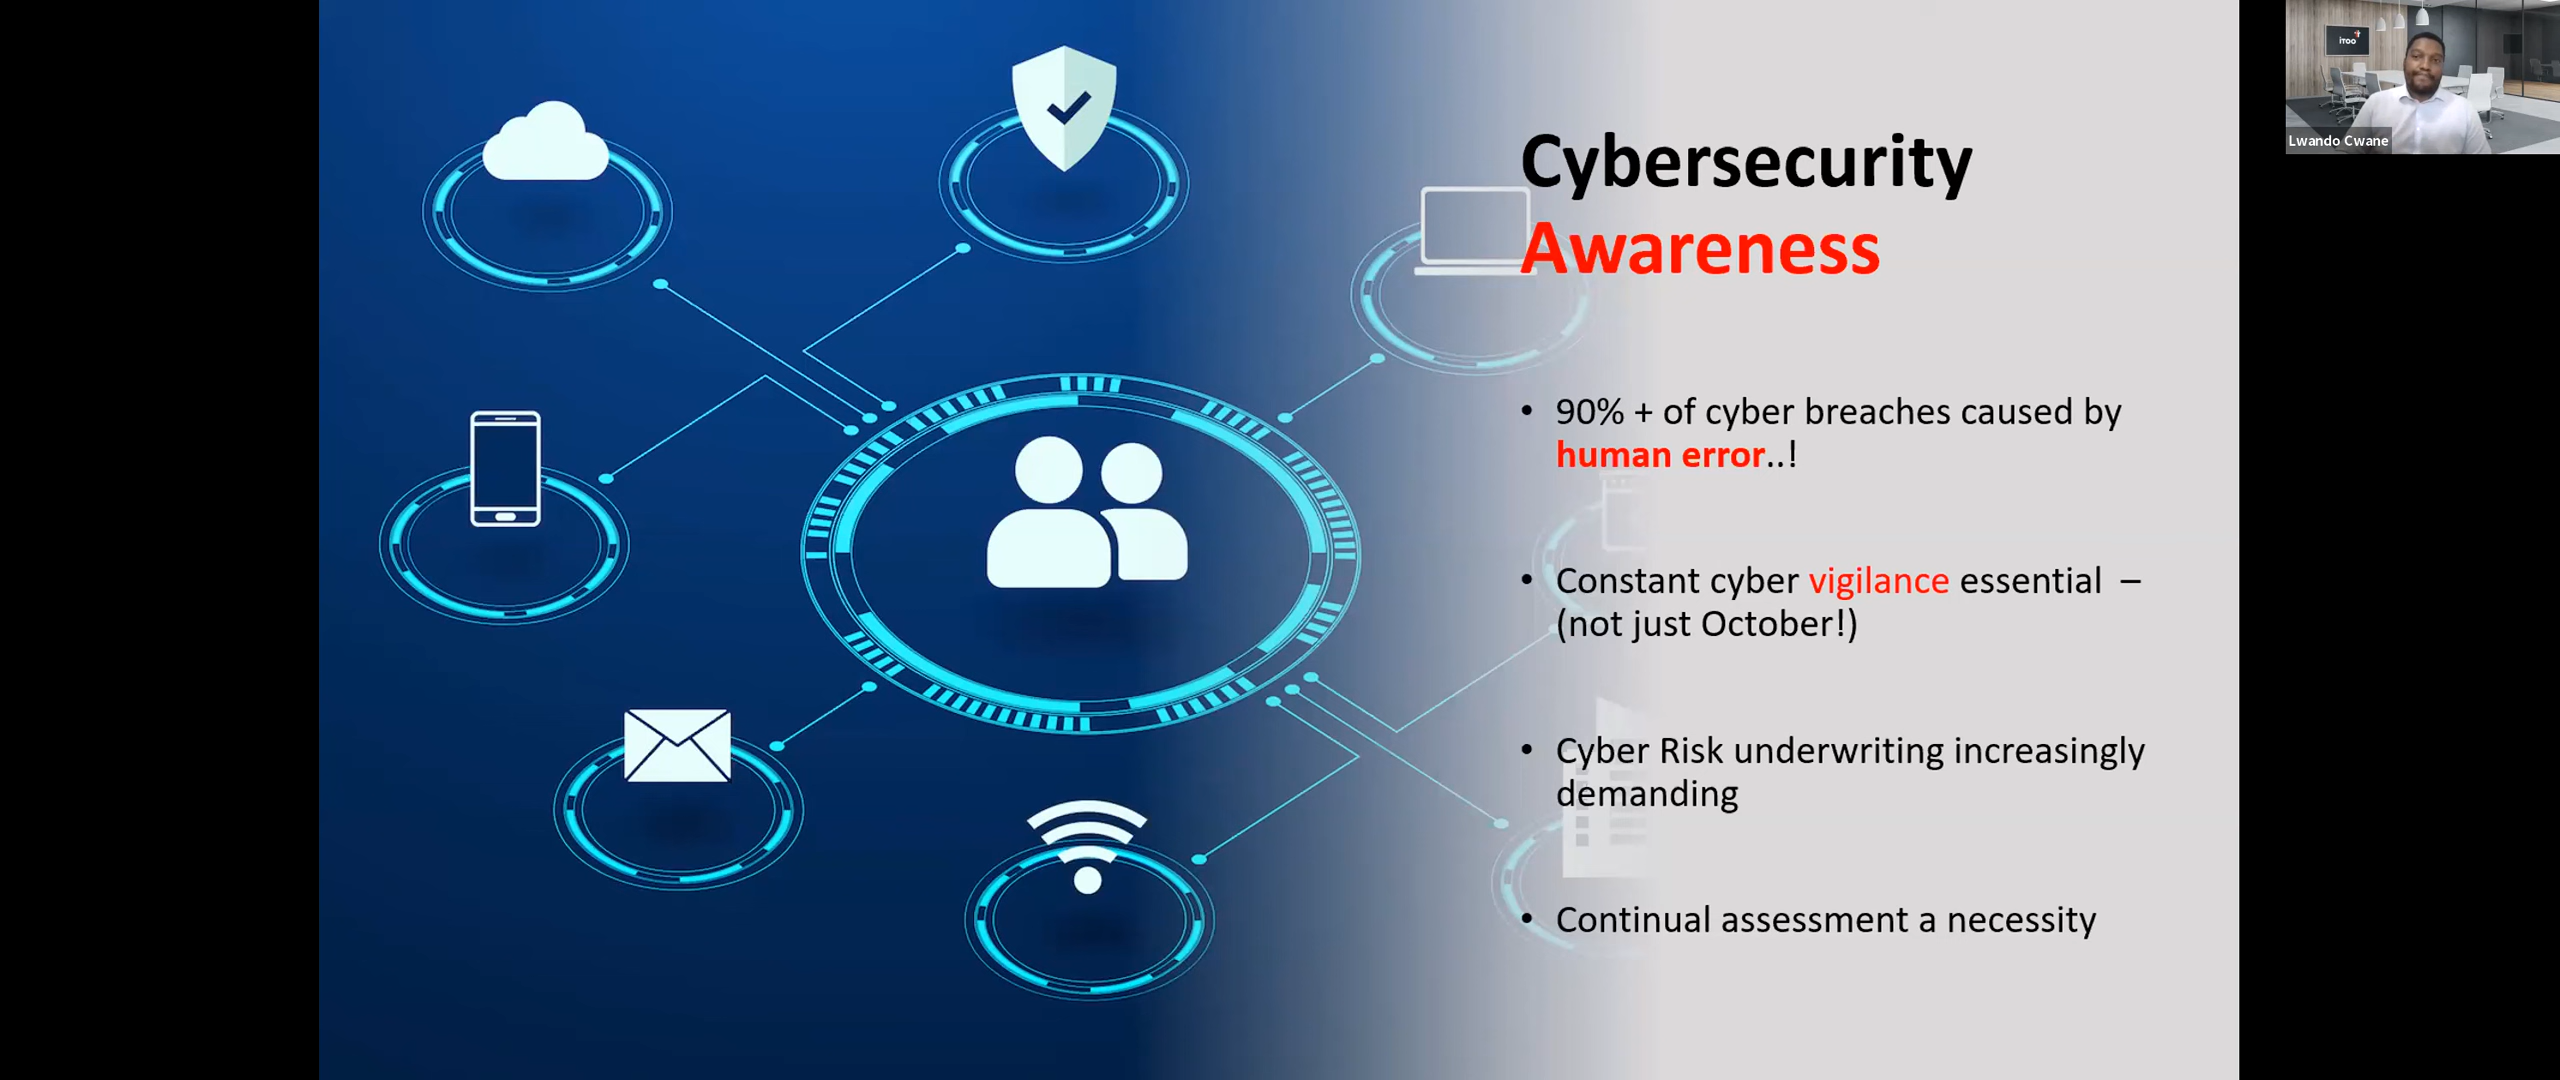 Cybersecurity
Awareness
• 90% + of cyber breaches caused by
human error..!
• Constant cyber vigilance essential –
(not just October!)
• Cyber Risk underwriting increasingly
demanding
• Continual assessment a necessity
iTOO
Lwando Cwane